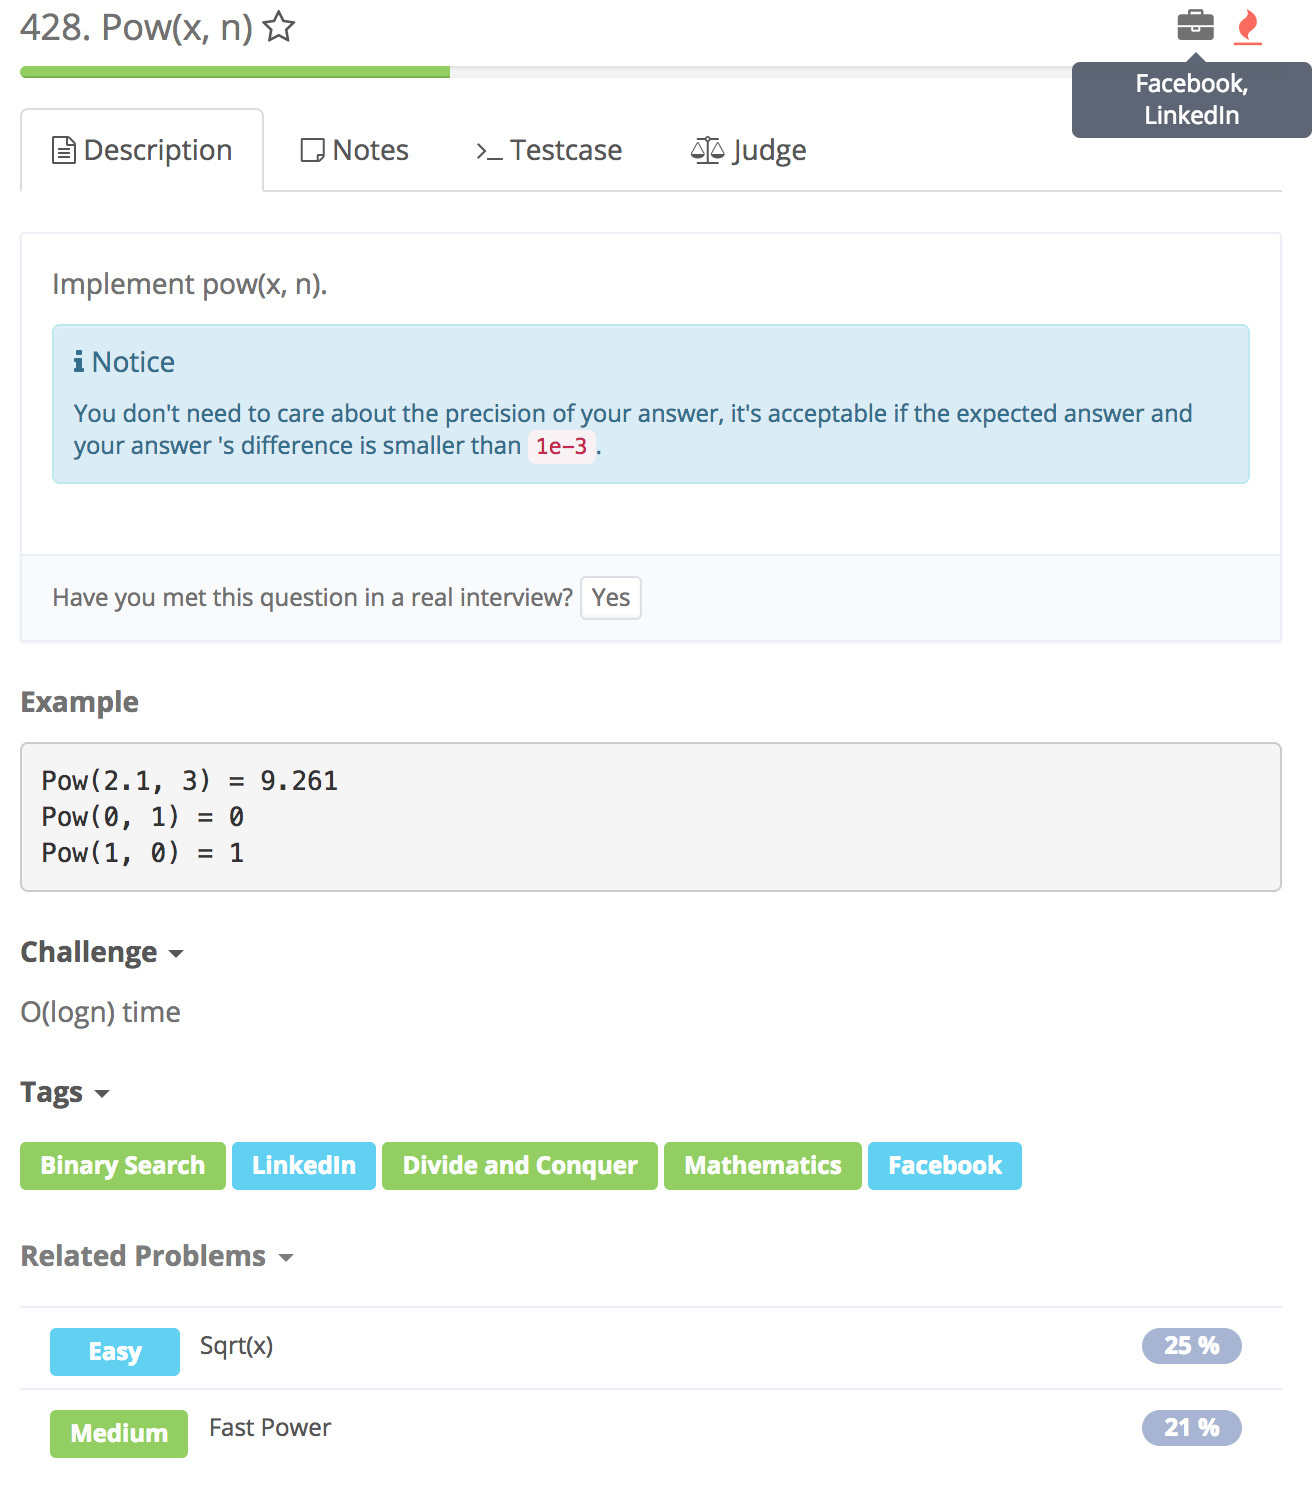 428. Pow(x, n)
Facebook,
LinkedIn
Description
Notes
Testcase
Judge
Implement pow(x, n).
Notice
You don't need to care about the precision of your answer, it's acceptable if the expected answer and
your answer 's difference is smaller than 1e-3 .
Have you met this question in a real interview? Yes
Example
Pow(2.1, 3) = 9.261
Pow(0, 1) = 0
Pow(1, 0) = 1
Challenge
O(logn) time
Tags
Binary Search LinkedIn Divide and Conquer Mathematics Facebook
Related Problems
Easy Sqrt(x) 25 %
Medium Fast Power 21 %